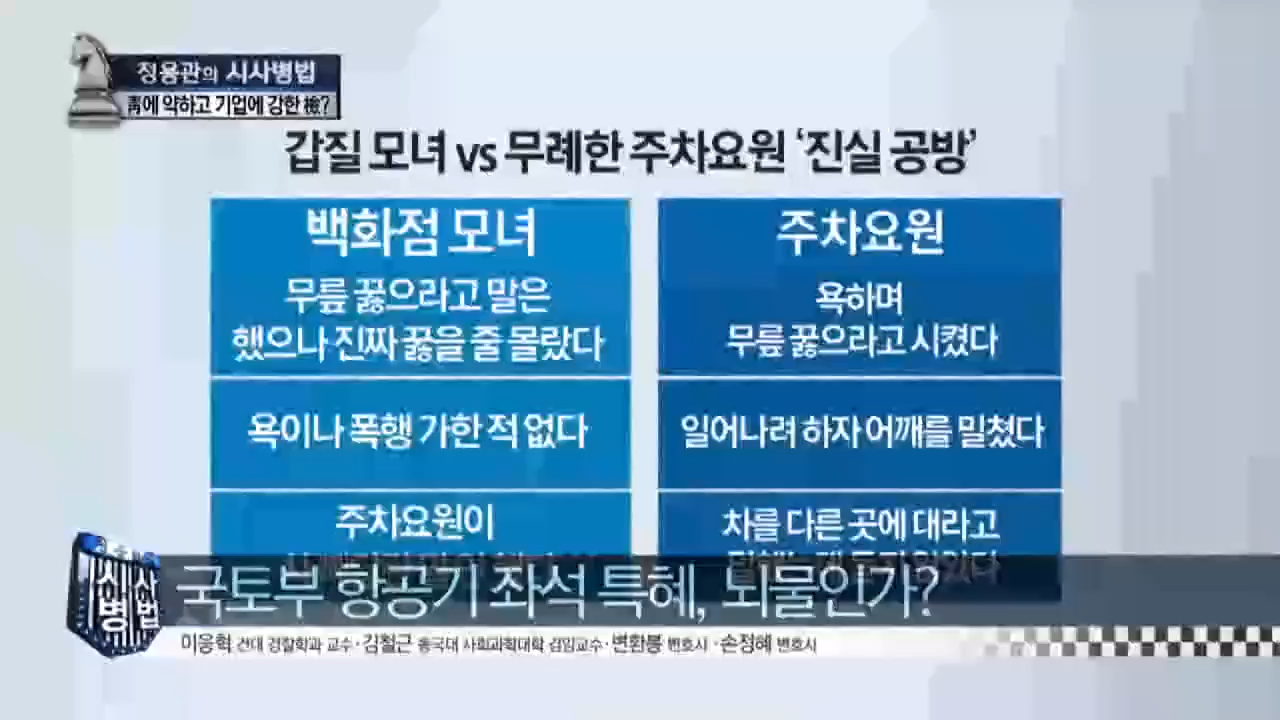 정용관의 시사병법
靑에 약하고 기업에 강한 檢?
갑질 모녀 vs 무례한 주차요원 ‘진실 공방’
백화점 모녀
무릎 꿇으라고 말은
했으나 진짜 꿇을 줄 몰랐다
욕이나 폭행 가한 적 없다
주차요원이
주차요원
욕하며
무릎 꿇으라고 시켰다
일어나려 하자 어깨를 밀쳤다
차를 다른 곳에 대라고
시사
병법
국토부 항공기 좌석 특혜, 뇌물인가?
이웅혁 건대 경찰학과 교수· 김철근 동국대 사회과학대학 겸임교수· 변환봉 변호사 · 손정혜 변호사